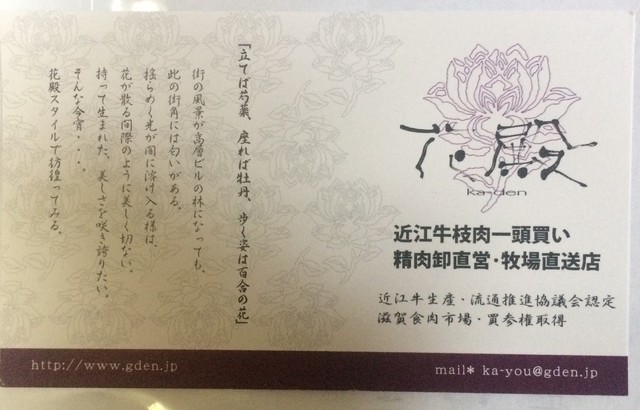 「立てば芍薬、座れば牡丹、歩く姿は百合の花」
街の風景が高層ビルの林になっても、
此の街角には匂いがある。
揺らめく光が闇に溶け入る様は、
花が散る間際のように美しく切ない。
持って生まれた、美しさを咲き誇りたい。
そんな今宵・・・。
花殿スタイルで彷徨ってみる。
花殿
ka-den
近江牛枝肉一頭買い
精肉卸直営・牧場直送店
近江牛生産・流通推進協議会認定
滋賀食肉市場・買参権取得
http://www.gden.jp
mail* ka-you@gden.jp